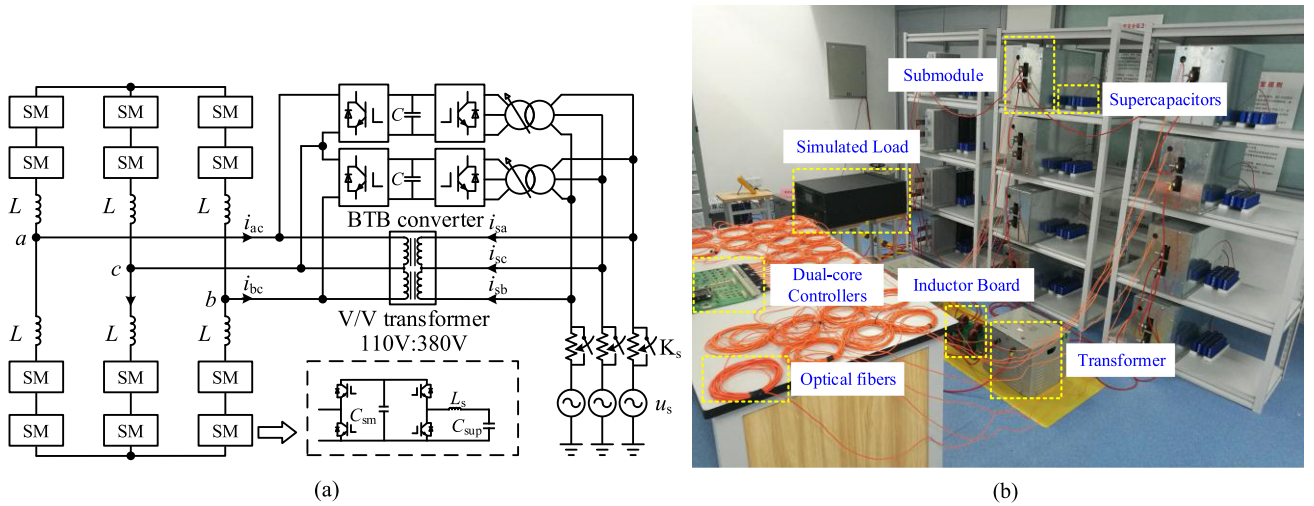 SM
SM
SM
SM
SM
SM
L
L
L
a
c
b
i_ac
i_bc
L
L
L
SM
SM
SM
SM
SM
SM
C
C
BTB converter
i_sa
i_sc
i_sb
V/V transformer
110V:380V
K_s
u_s
C_sm
L_s
C_sup
(a)
Submodule
Supercapacitors
Simulated Load
Dual-core
Controllers
Inductor Board
Transformer
Optical fibers
(b)